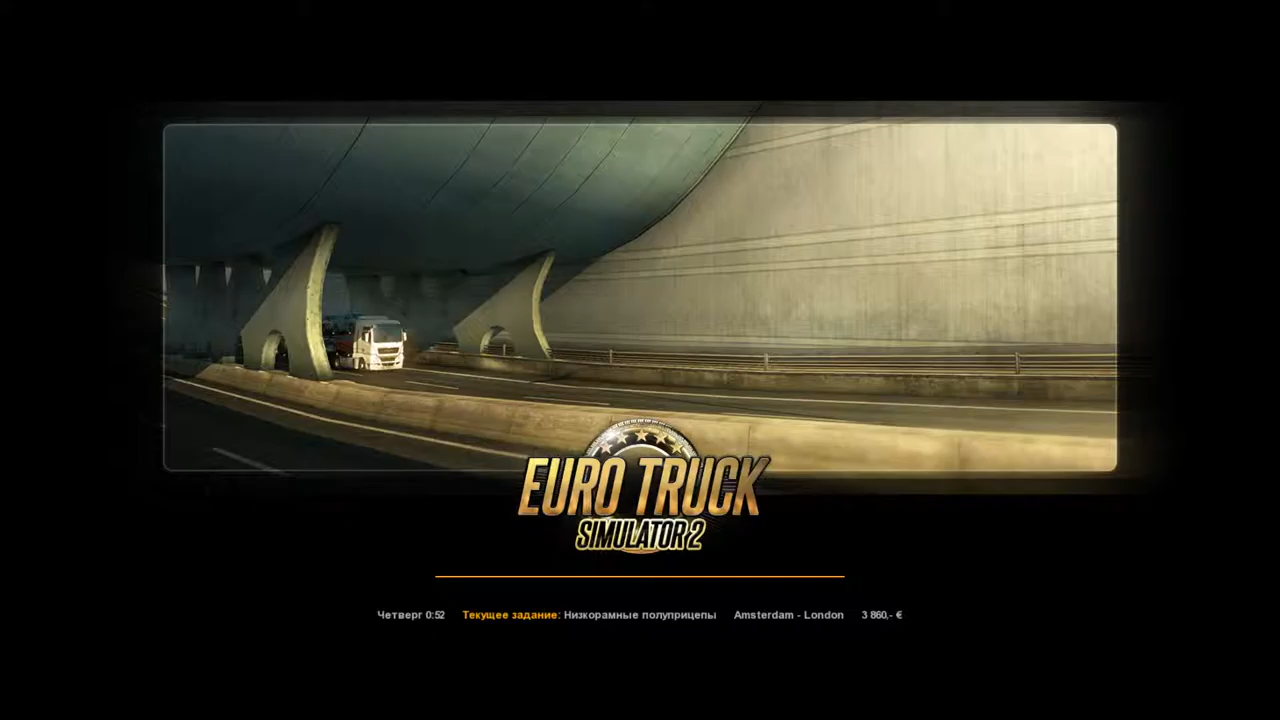 EURO TRUCK
SIMULATOR 2
Четверг 0:52 Текущее задание: Низкорамные полуприцепы Amsterdam - London 3 860,- €